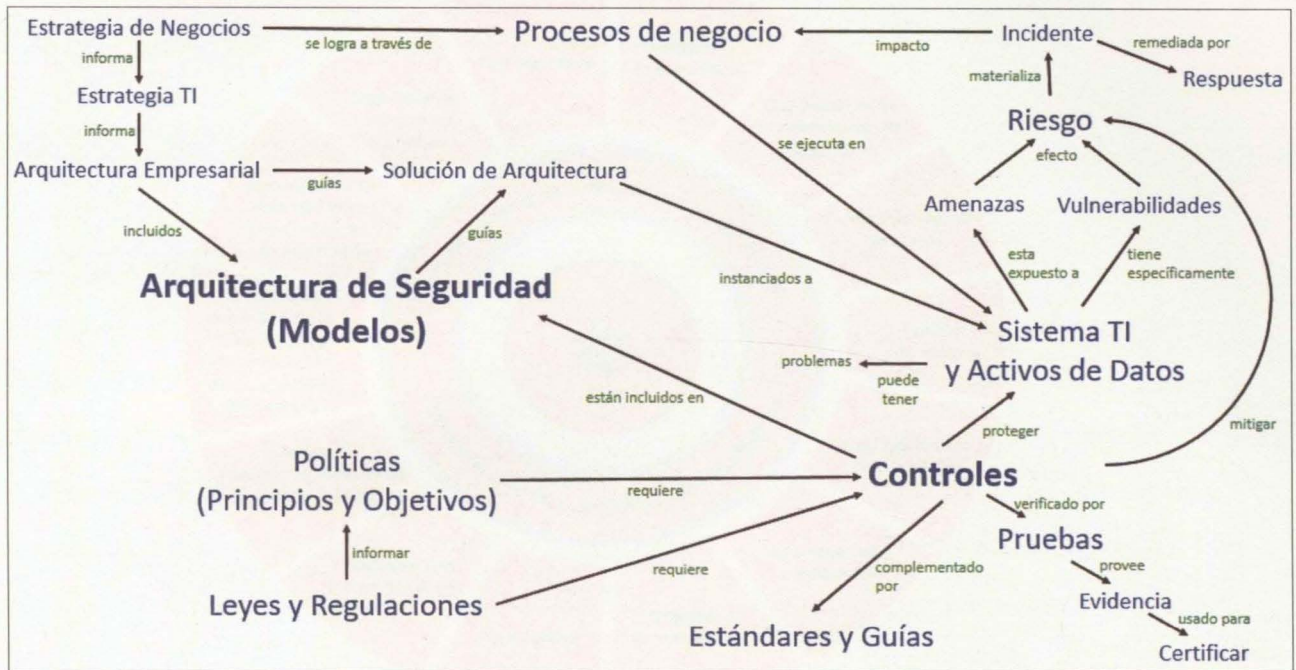 Estrategia de Negocios
se logra a través de
Procesos de negocio
impacto
Incidente
remediada por
Respuesta
informa
Estrategia TI
materializa
informa
Riesgo
se ejecuta en
efecto
Arquitectura Empresarial
guías
Solución de Arquitectura
Amenazas
Vulnerabilidades
incluidos
guías
esta
expuesto a
tiene
específicamente
Arquitectura de Seguridad
(Modelos)
instanciados a
Sistema TI
y Activos de Datos
problemas
puede
tener
están incluidos en
proteger
mitigar
Políticas
(Principios y Objetivos)
requiere
Controles
verificado por
Pruebas
informar
requiere
complementado
por
provee
Leyes y Regulaciones
Evidencia
usado para
Estándares y Guías
Certificar